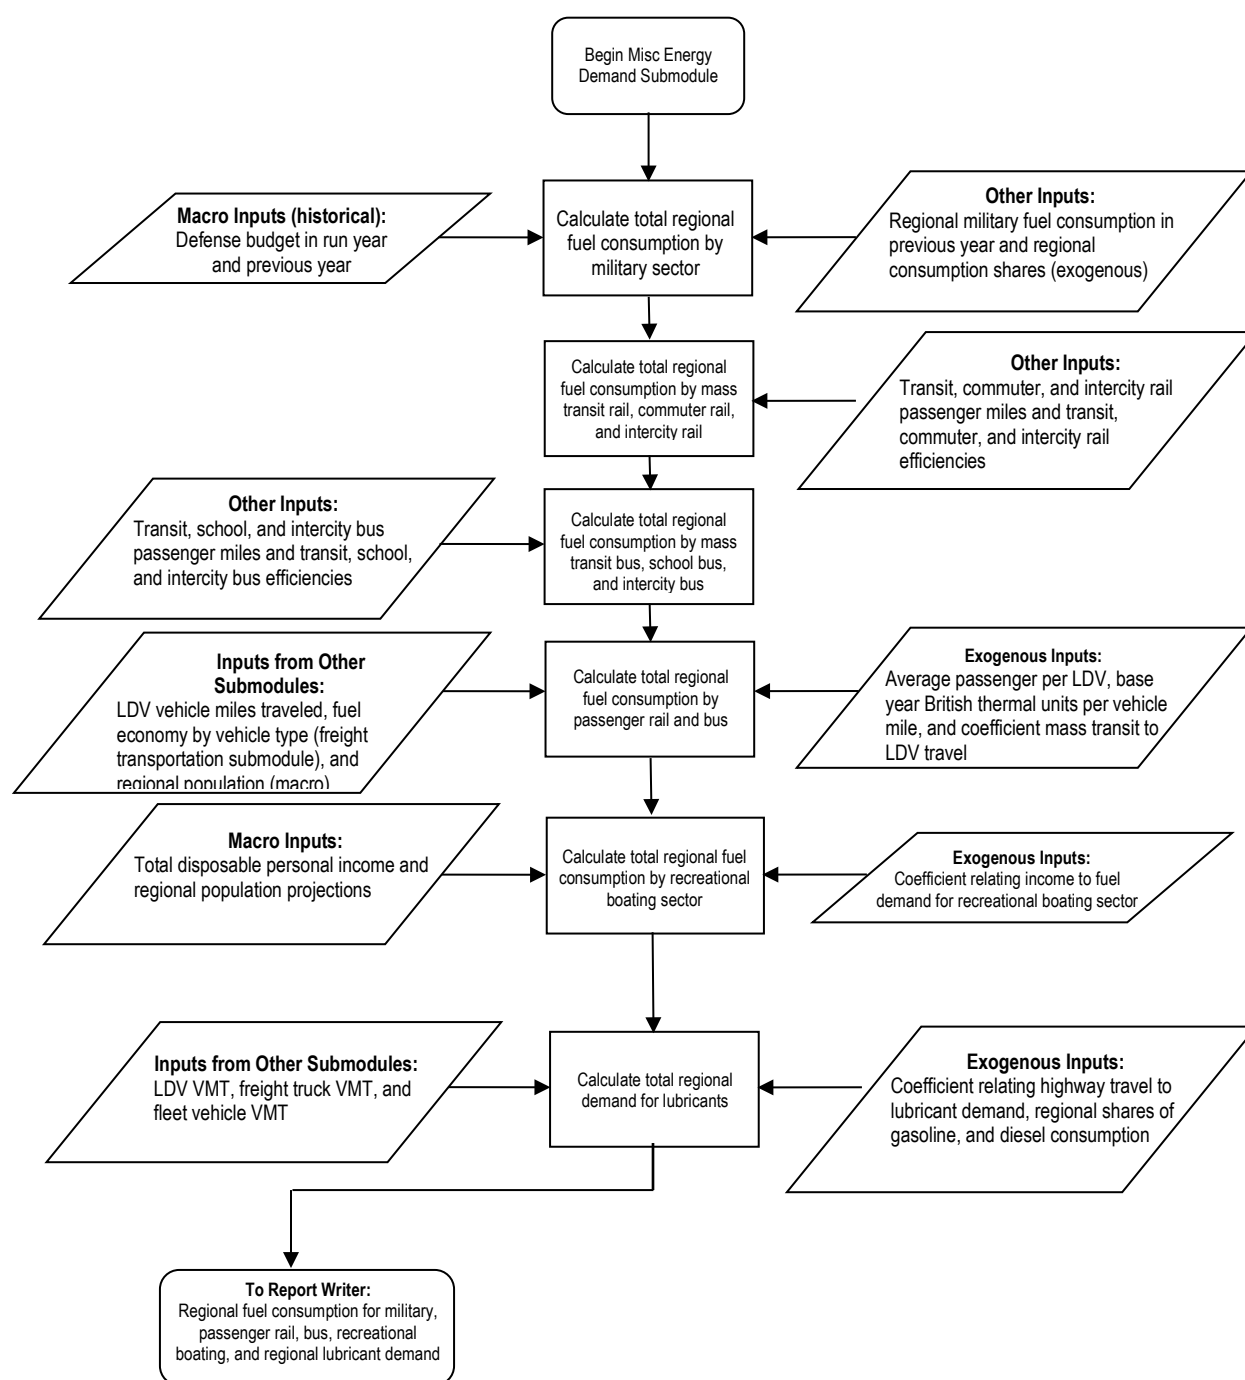 Begin Misc Energy
Demand Submodule
Macro Inputs (historical):
Defense budget in run year
and previous year
Calculate total regional
fuel consumption by
military sector
Other Inputs:
Regional military fuel consumption in
previous year and regional
consumption shares (exogenous)
Calculate total regional
fuel consumption by mass
transit rail, commuter rail,
and intercity rail
Other Inputs:
Transit, commuter, and intercity rail
passenger miles and transit,
commuter, and intercity rail
efficiencies
Other Inputs:
Transit, school, and intercity bus
passenger miles and transit, school,
and intercity bus efficiencies
Calculate total regional
fuel consumption by mass
transit bus, school bus,
and intercity bus
Inputs from Other
Submodules:
LDV vehicle miles traveled, fuel
economy by vehicle type (freight
transportation submodule), and
regional population (macro)
Calculate total regional
fuel consumption by
passenger rail and bus
Exogenous Inputs:
Average passenger per LDV, base
year British thermal units per vehicle
mile, and coefficient mass transit to
LDV travel
Macro Inputs:
Total disposable personal income and
regional population projections
Calculate total regional fuel
consumption by recreational
boating sector
Exogenous Inputs:
Coefficient relating income to fuel
demand for recreational boating sector
Inputs from Other Submodules:
LDV VMT, freight truck VMT, and
fleet vehicle VMT
Calculate total regional
demand for lubricants
Exogenous Inputs:
Coefficient relating highway travel to
lubricant demand, regional shares of
gasoline, and diesel consumption
To Report Writer:
Regional fuel consumption for military,
passenger rail, bus, recreational
boating, and regional lubricant demand